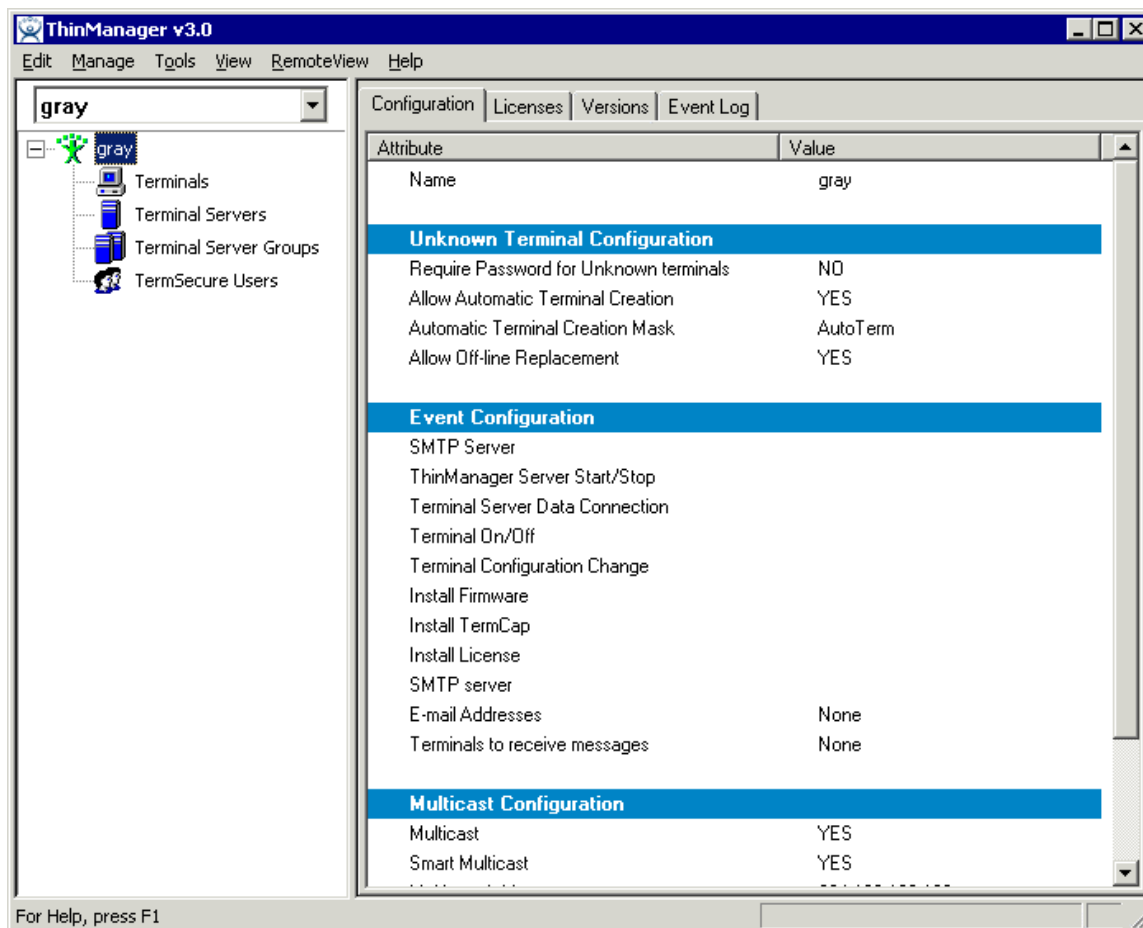 ThinManager v3.0
Edit Manage Tools View RemoteView Help
gray
gray
Terminals
Terminal Servers
Terminal Server Groups
TermSecure Users
Configuration Licenses Versions Event Log
Attribute Value
Name gray
Unknown Terminal Configuration
Require Password for Unknown terminals NO
Allow Automatic Terminal Creation YES
Automatic Terminal Creation Mask AutoTerm
Allow Off-line Replacement YES
Event Configuration
SMTP Server
ThinManager Server Start/Stop
Terminal Server Data Connection
Terminal On/Off
Terminal Configuration Change
Install Firmware
Install TermCap
Install License
SMTP server
E-mail Addresses None
Terminals to receive messages None
Multicast Configuration
Multicast YES
Smart Multicast YES
For Help, press F1